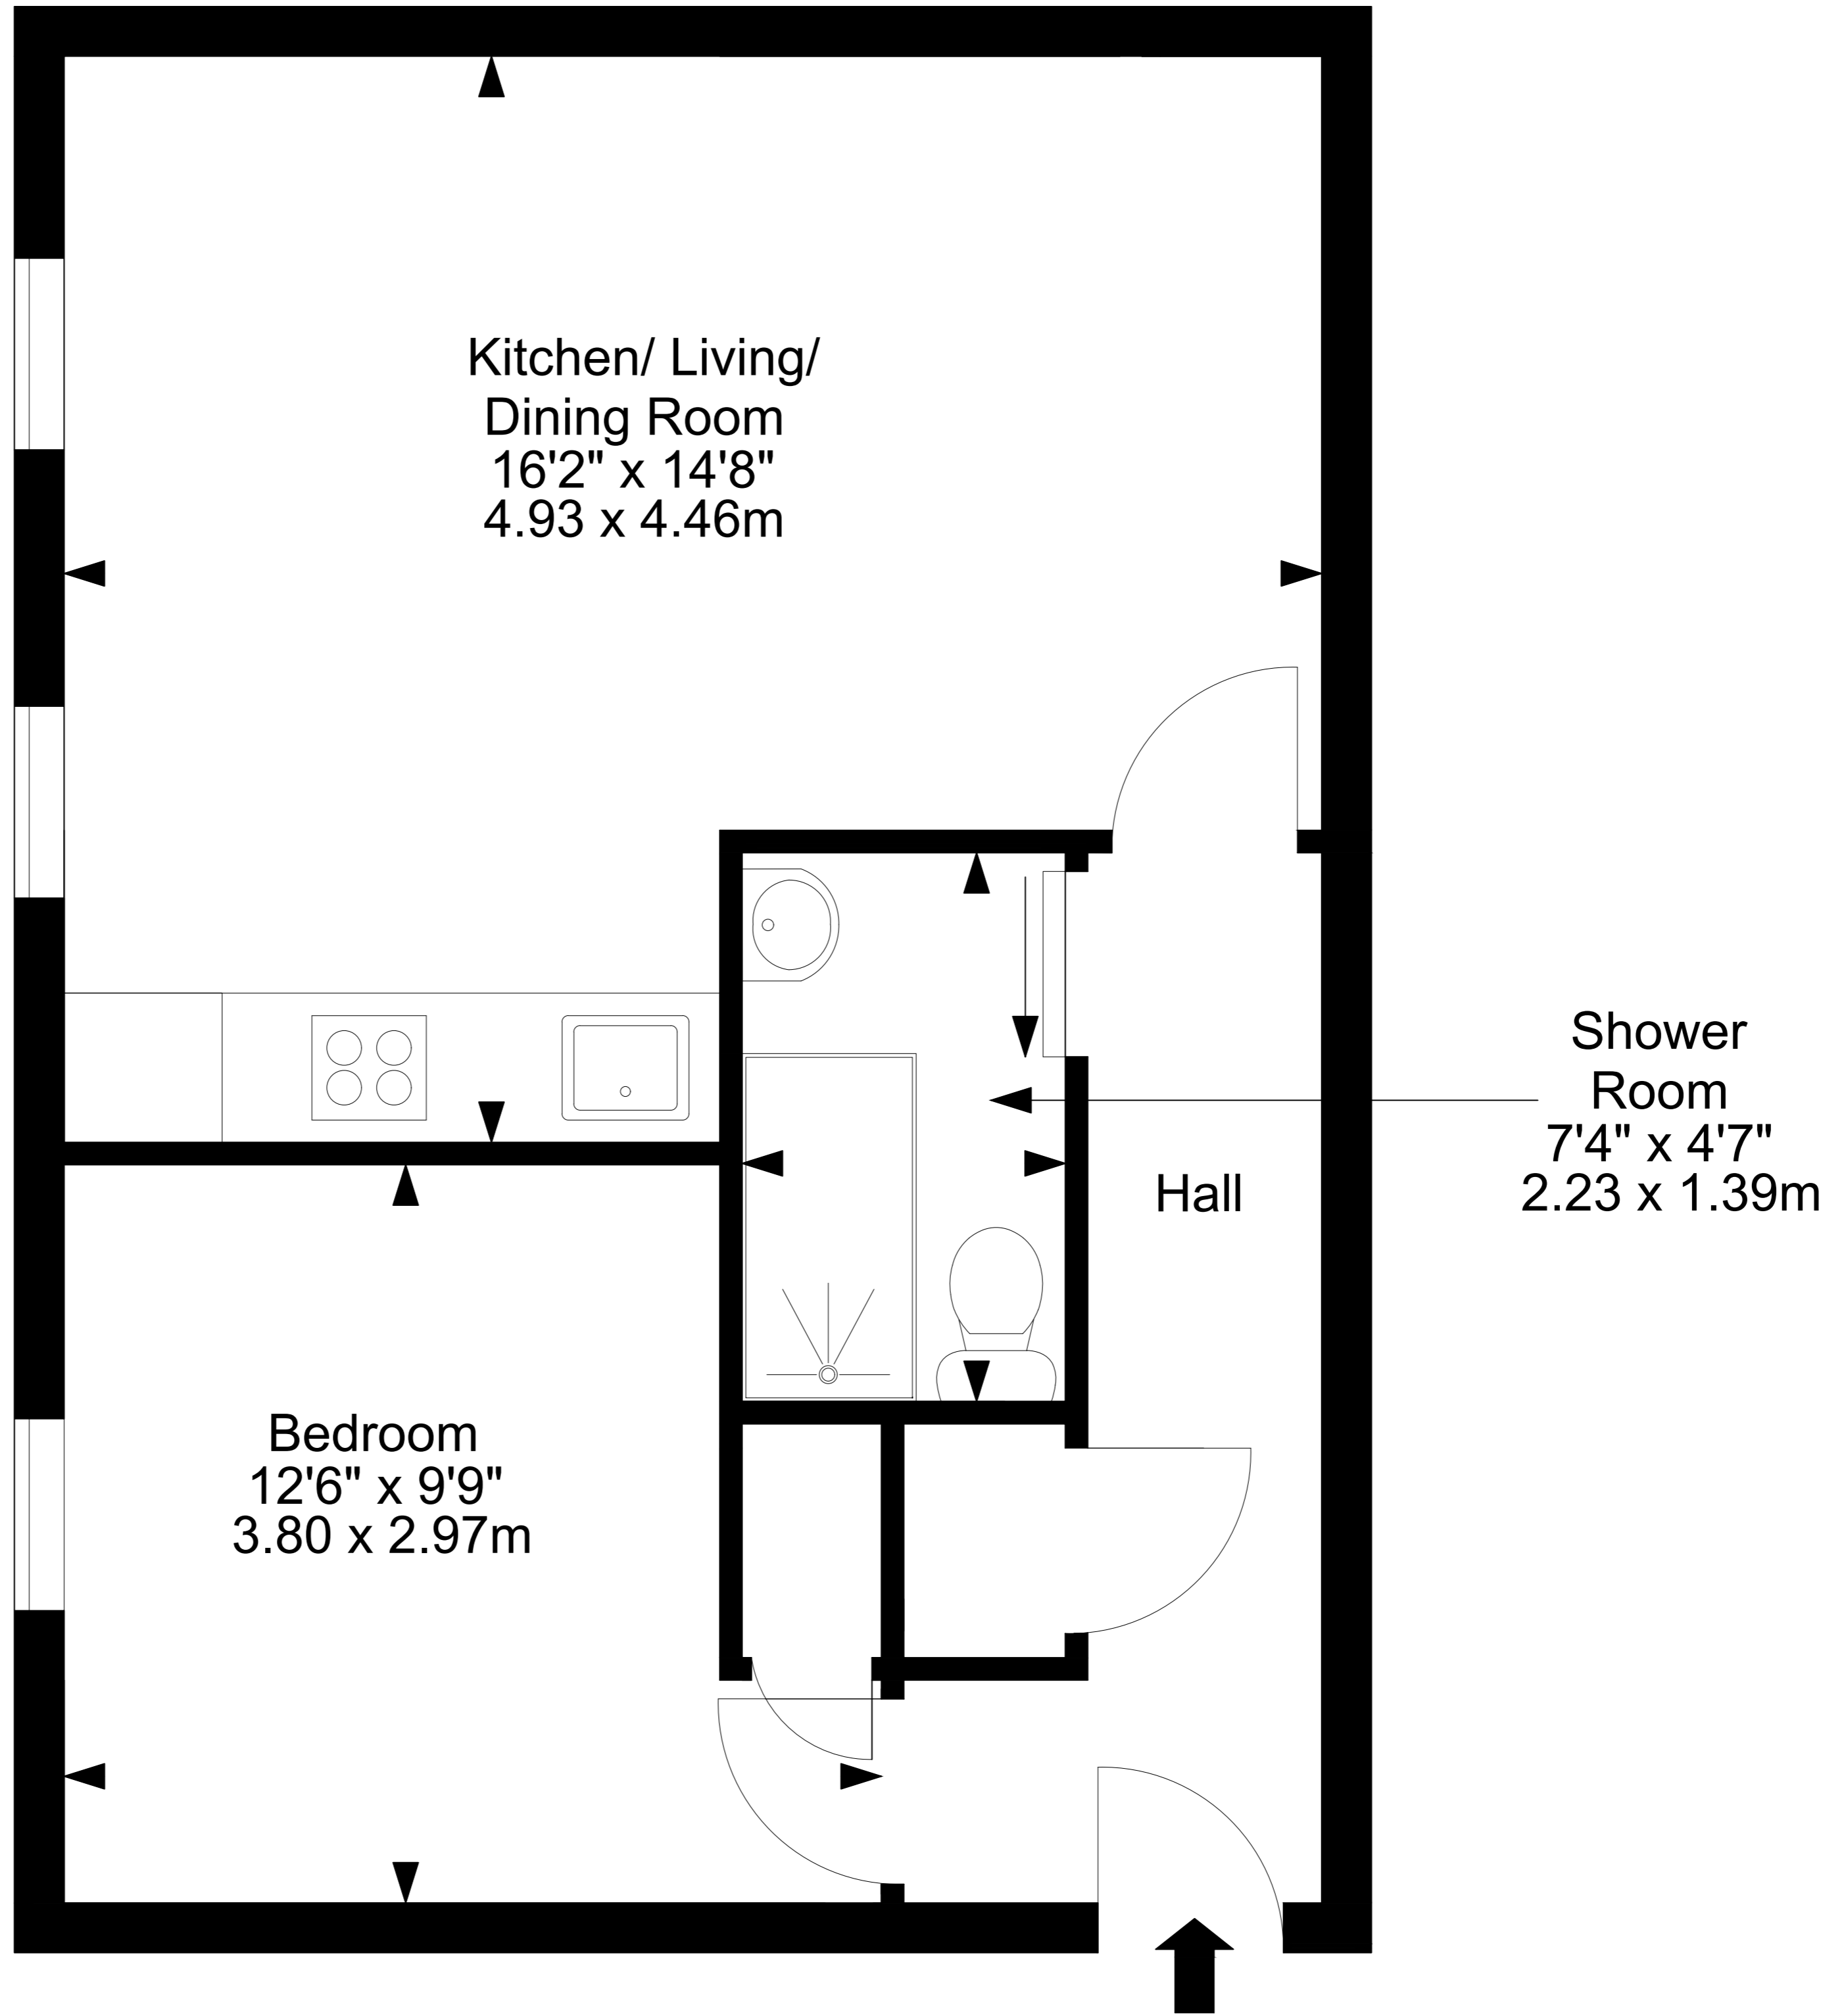 Kitchen/ Living/
Dining Room
16'2" x 14'8"
4.93 x 4.46m
Shower
Room
7'4" x 4'7"
2.23 x 1.39m
Hall
Bedroom
12'6" x 9'9"
3.80 x 2.97m